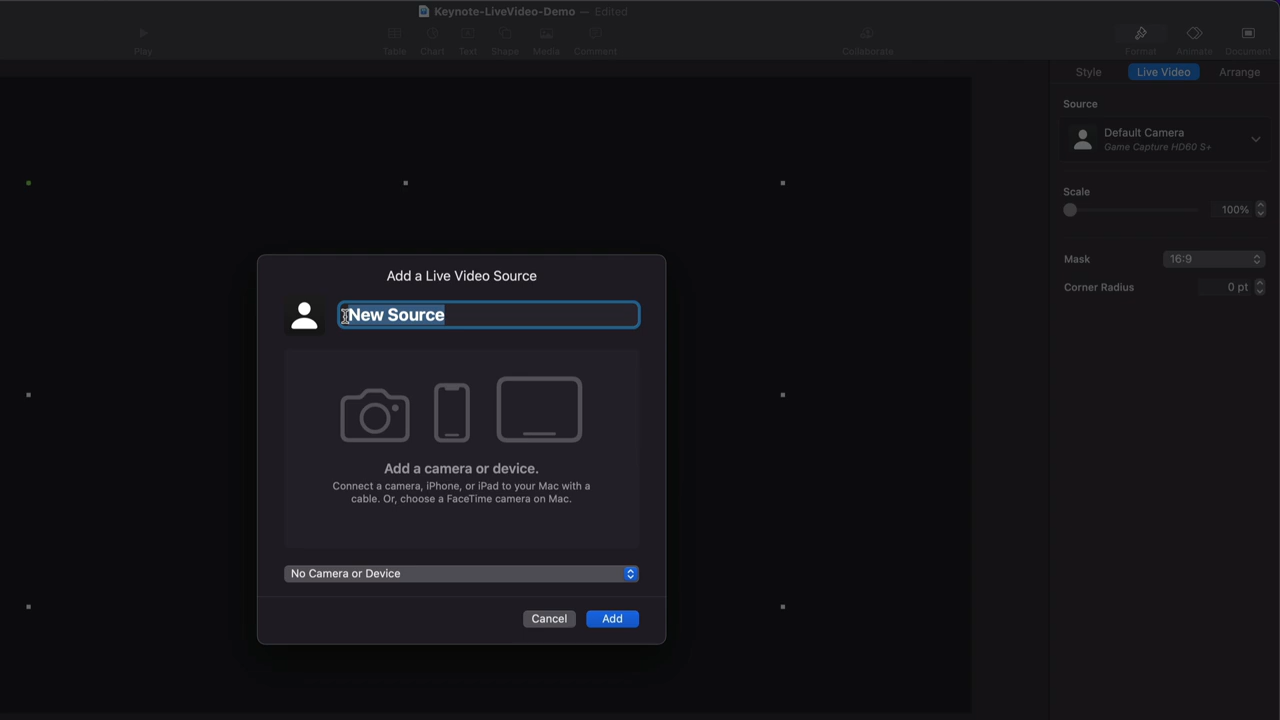 Keynote-LiveVideo-Demo — Edited
Play
Table
Chart
Text
Shape
Media
Comment
Collaborate
Format
Animate
Document
Style
Live Video
Arrange
Source
Default Camera
Game Capture HD60 S+
Scale
100%
Mask
16:9
Corner Radius
0 pt
Add a Live Video Source
New Source
Add a camera or device.
Connect a camera, iPhone, or iPad to your Mac with a
cable. Or, choose a FaceTime camera on Mac.
No Camera or Device
Cancel
Add